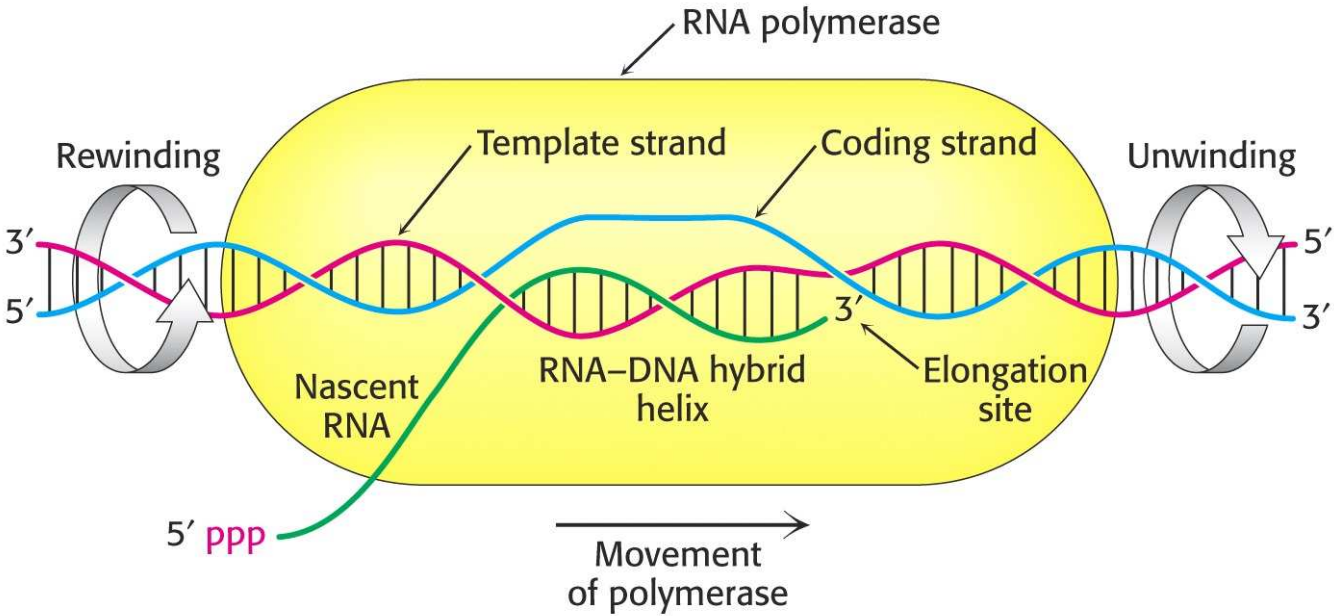 RNA polymerase
Template strand
Coding strand
Rewinding
Unwinding
3′
5′
5′
3′
3′
Nascent
RNA
RNA–DNA hybrid
helix
Elongation
site
5′ ppp
Movement
of polymerase